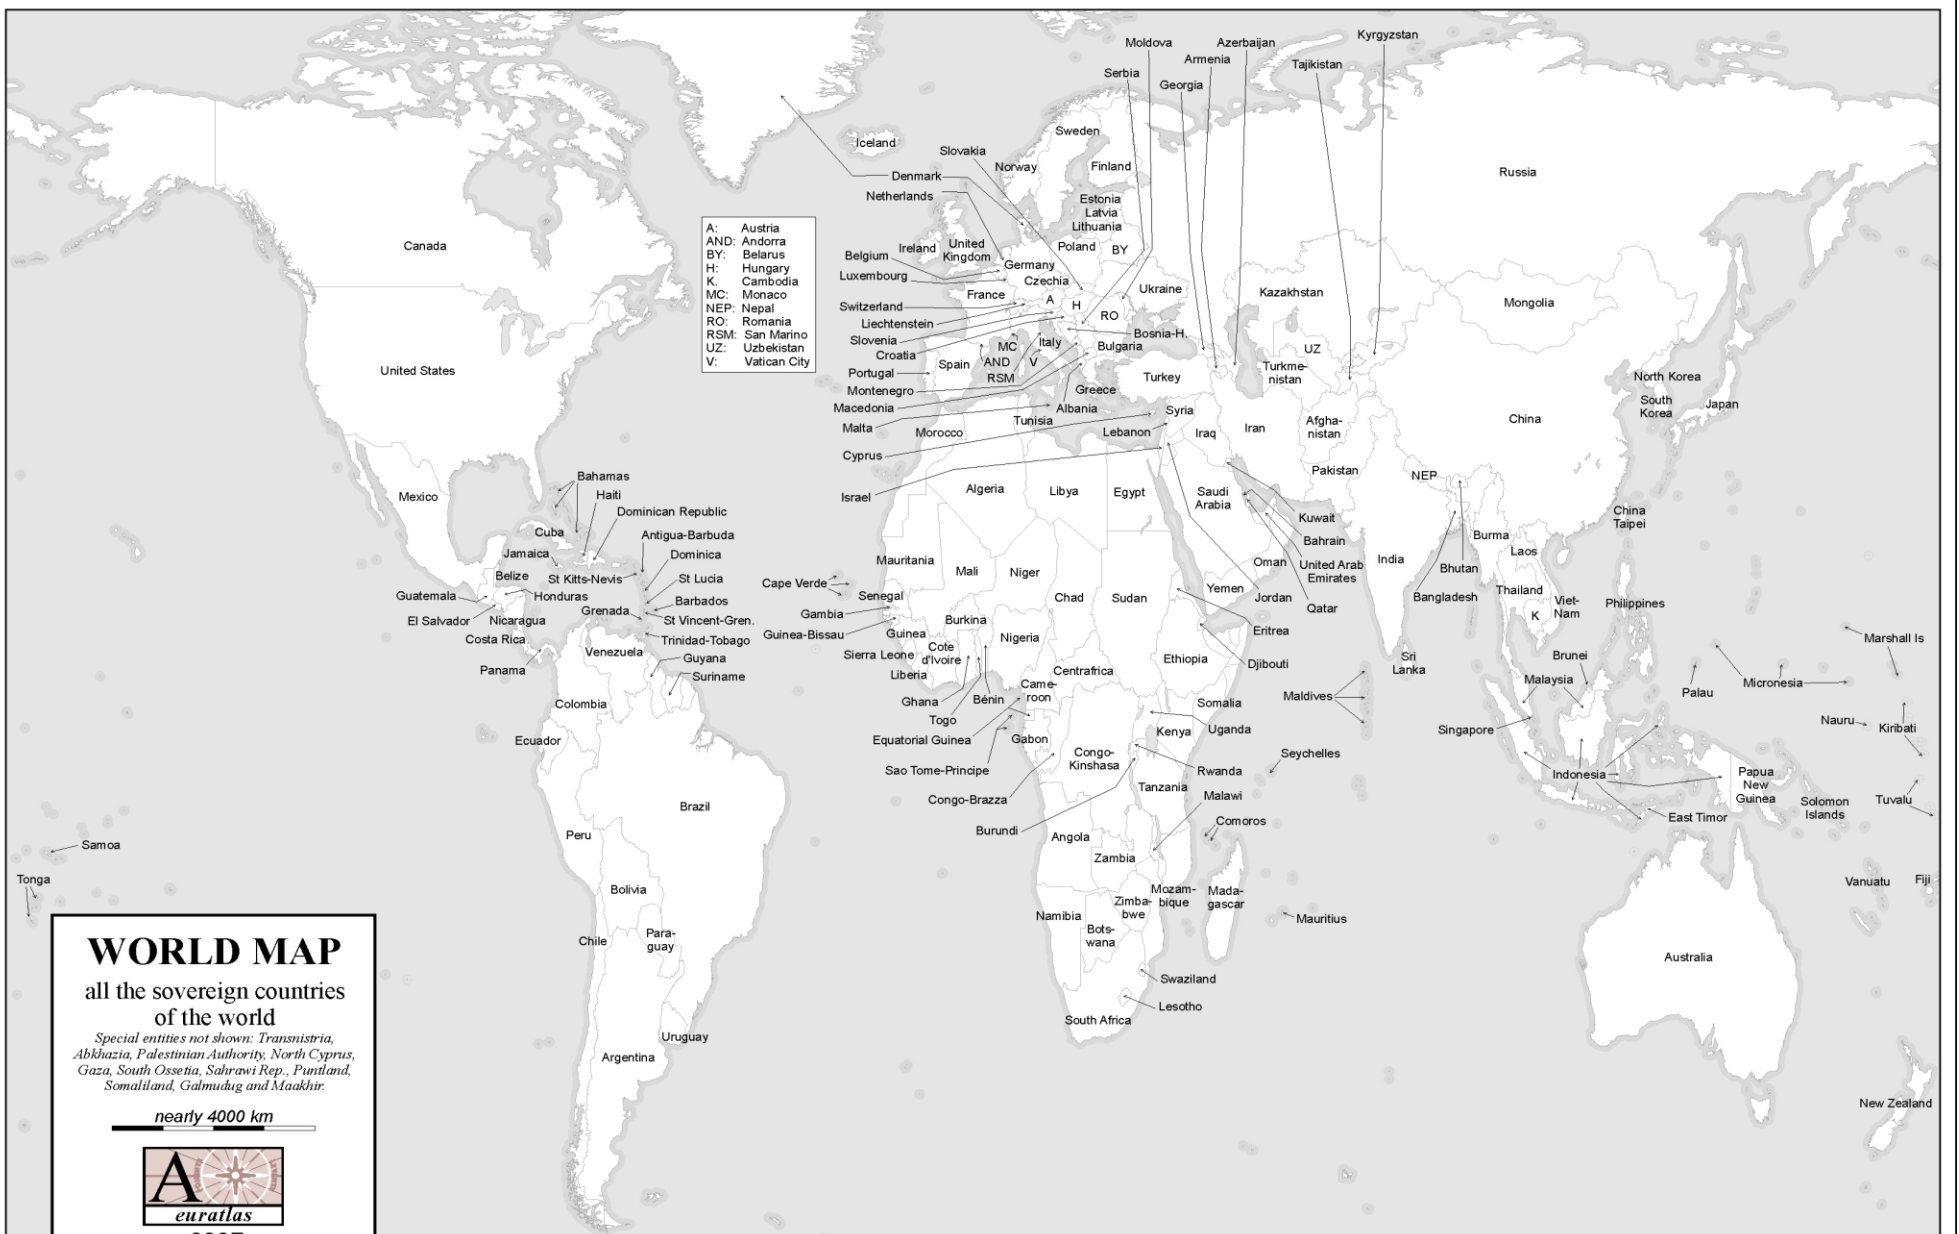 Moldova
Azerbaijan
Kyrgyzstan
Armenia
Tajikistan
Serbia
Georgia
Sweden
Iceland
Slovakia
Norway
Finland
Russia
Denmark
Netherlands
Estonia
Latvia
Lithuania
A: Austria
AND: Andorra
BY: Belarus
H: Hungary
K. Cambodia
MC: Monaco
NEP: Nepal
RO: Romania
RSM: San Marino
UZ: Uzbekistan
V: Vatican City
Canada
Ireland
United
Kingdom
Poland
BY
Belgium
Germany
Luxembourg
Czechia
Ukraine
Kazakhstan
Mongolia
France
A
H
Switzerland
RO
Liechtenstein
Slovenia
Bosnia-H.
Croatia
MC
Italy
Bulgaria
UZ
Spain
AND
V
Portugal
RSM
Turkey
Turkme-
nistan
United States
North Korea
Montenegro
Greece
South
Korea
Japan
Macedonia
Albania
Syria
Malta
Tunisia
Morocco
Lebanon
Iraq
Iran
Afgha-
nistan
China
Cyprus
Pakistan
NEP
Israel
Algeria
Libya
Egypt
Saudi
Arabia
Mexico
Bahamas
Haiti
Dominican Republic
Kuwait
China
Taipei
Cuba
Antigua-Barbuda
Bahrain
Burma
Jamaica
Dominica
Mauritania
Oman
United Arab
Emirates
India
Laos
Bhutan
Belize
St Kitts-Nevis
St Lucia
Cape Verde
Mali
Niger
Yemen
Thailand
Guatemala
Honduras
Barbados
Senegal
Chad
Sudan
Jordan
Qatar
Bangladesh
Viet-
Nam
Philippines
Grenada
Gambia
K
El Salvador
Nicaragua
St Vincent-Gren.
Burkina
Guinea-Bissau
Guinea
Nigeria
Eritrea
Costa Rica
Trinidad-Tobago
Marshall Is
Venezuela
Sierra Leone
Cote
d'Ivoire
Guyana
Ethiopia
Djibouti
Sri
Lanka
Brunei
Panama
Suriname
Liberia
Centrafrica
Malaysia
Came-
roon
Micronesia
Palau
Colombia
Ghana
Bénin
Somalia
Maldives
Togo
Nauru
Kiribati
Ecuador
Equatorial Guinea
Gabon
Kenya
Uganda
Singapore
Congo-
Kinshasa
Seychelles
Sao Tome-Principe
Rwanda
Indonesia
Papua
New
Guinea
Tanzania
Malawi
Congo-Brazza
Tuvalu
Solomon
Islands
Brazil
Burundi
Comoros
East Timor
Peru
Angola
Samoa
Zambia
Tonga
Bolivia
Mozam-
bique
Mada-
gascar
Vanuatu
Fiji
Zimba-
bwe
Namibia
Mauritius
Chile
Para-
guay
Bots-
wana
Australia
Swaziland
Lesotho
South Africa
Uruguay
Argentina
New Zealand
WORLD MAP
all the sovereign countries
of the world
Special entities not shown: Transnistria,
Abkhazia, Palestinian Authority, North Cyprus,
Gaza, South Ossetia, Sahrawi Rep., Puntland,
Somaliland, Galmudug and Maakhir.
nearly 4000 km
A
euratlas